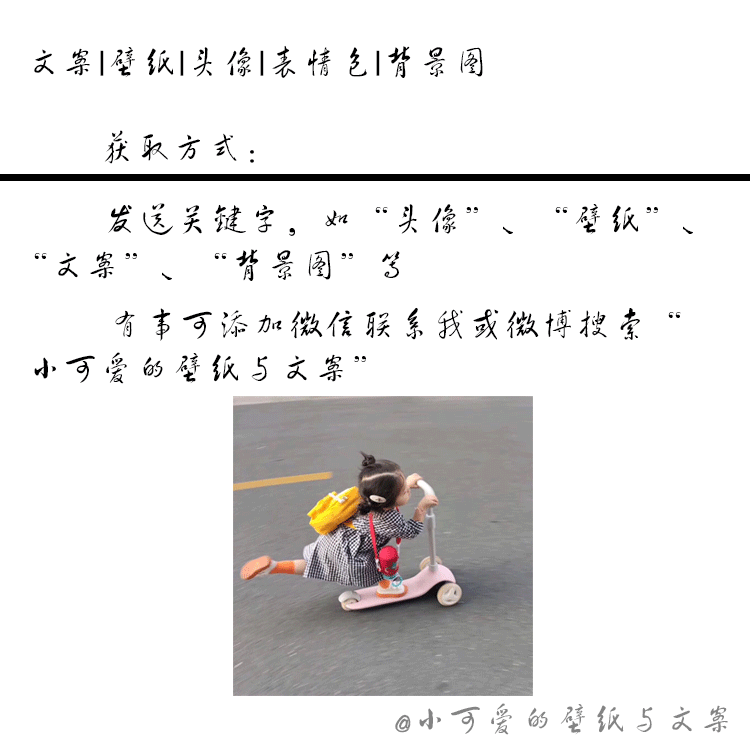 文案|壁纸|头像|表情包|背景图
获取方式：
发送关键字，如“头像”、“壁纸”、
“文案”、“背景图”等
有事可添加微信联系我或微博搜索“
小可爱的壁纸与文案”
@小可爱的壁纸与文案